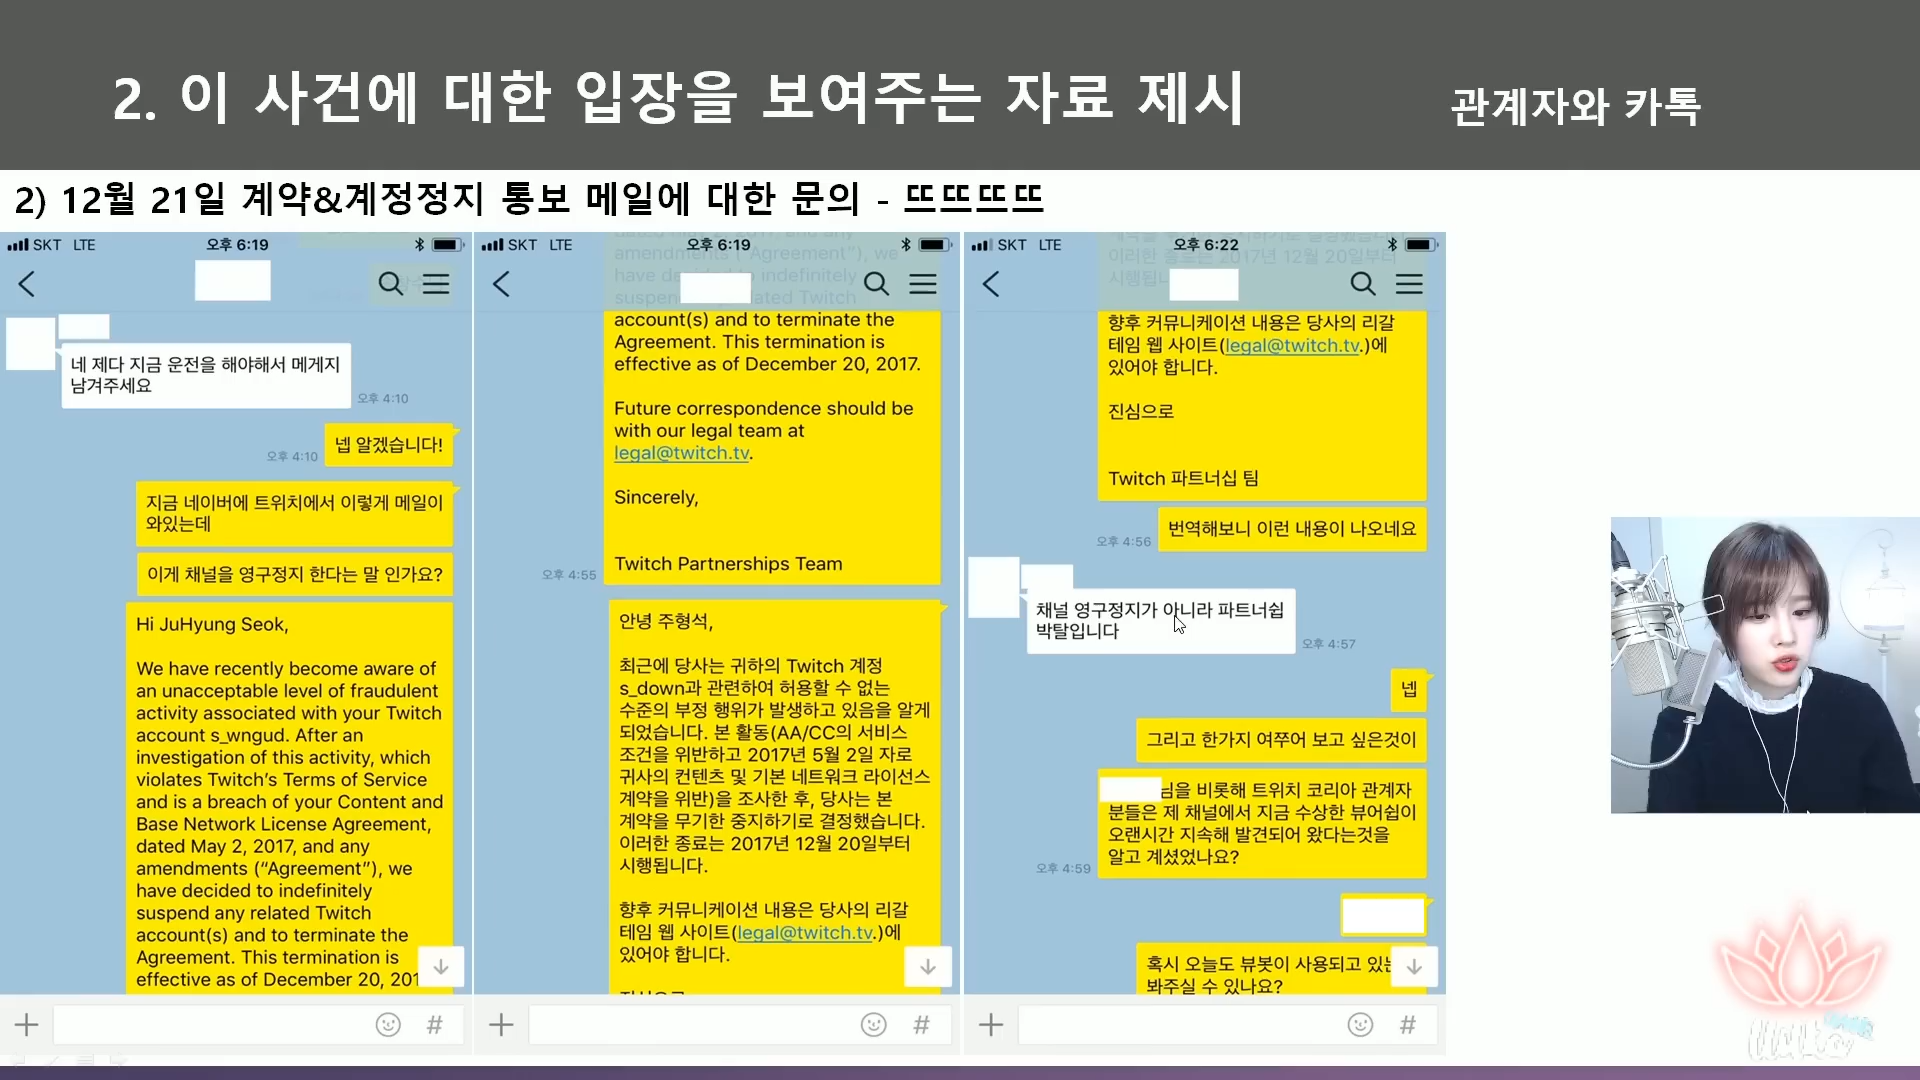 2. 이 사건에 대한 입장을 보여주는 자료 제시
관계자와 카톡
2) 12월 21일 계약&계정정지 통보 메일에 대한 문의 - 뜨뜨뜨뜨
SKT LTE
오후 6:19
네 제다 지금 운전을 해야해서 메게지
남겨주세요
오후 4:10
넵 알겠습니다!
오후 4:10
지금 네이버에 트위치에서 이렇게 메일이
와있는데
이게 채널을 영구정지 한다는 말 인가요?
Hi JuHyung Seok,
We have recently become aware of
an unacceptable level of fraudulent
activity associated with your Twitch
account s_wngud. After an
investigation of this activity, which
violates Twitch’s Terms of Service
and is a breach of your Content and
Base Network License Agreement,
dated May 2, 2017, and any
amendments (“Agreement”), we
have decided to indefinitely
suspend any related Twitch
account(s) and to terminate the
Agreement. This termination is
effective as of December 20, 201
#
SKT LTE
오후 6:19
amendments (“Agreement”), we
have decided to indefinitely
account(s) and to terminate the
Agreement. This termination is
effective as of December 20, 2017.
Future correspondence should be
with our legal team at
legal@twitch.tv.
Sincerely,
Twitch Partnerships Team
오후 4:55
안녕 주형석,
최근에 당사는 귀하의 Twitch 계정
s_down과 관련하여 허용할 수 없는
수준의 부정 행위가 발생하고 있음을 알게
되었습니다. 본 활동(AA/CC의 서비스
조건을 위반하고 2017년 5월 2일 자로
귀사의 컨텐츠 및 기본 네트워크 라이선스
계약을 위반)을 조사한 후, 당사는 본
계약을 무기한 중지하기로 결정했습니다.
이러한 종료는 2017년 12월 20일부터
시행됩니다.
향후 커뮤니케이션 내용은 당사의 리갈
테임 웹 사이트(legal@twitch.tv.)에
있어야 합니다.
#
SKT LTE
오후 6:22
이러한 종료는 2017년 12월 20일부터
향후 커뮤니케이션 내용은 당사의 리갈
테임 웹 사이트(legal@twitch.tv.)에
있어야 합니다.
진심으로
Twitch 파트너십 팀
번역해보니 이런 내용이 나오네요
오후 4:56
채널 영구정지가 아니라 파트너쉽
박탈입니다
오후 4:57
넵
그리고 한가지 여쭈어 보고 싶은것이
님을 비롯해 트위치 코리아 관계자
분들은 제 채널에서 지금 수상한 뷰어쉽이
오랜시간 지속해 발견되어 왔다는것을
알고 계셨었나요?
오후 4:59
혹시 오늘도 뷰봇이 사용되고 있는
봐주실 수 있나요?
#